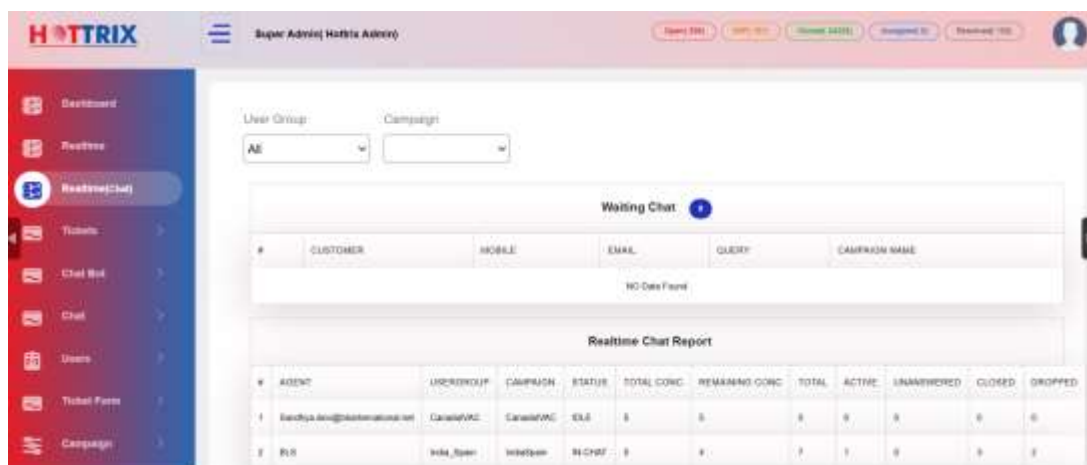 HOTTRIX
Super Admin( Hottrix Admin)
Dashboard
Realtime
Realtime(Chat)
Tickets
Chat Bot
Chat
Users
Ticket Form
Campaign
User Group Campaign
All
Waiting Chat
# CUSTOMER MOBILE EMAIL QUERY CAMPAIGN NAME
NO Data Found
Realtime Chat Report
# AGENT USERGROUP CAMPAIGN STATUS TOTAL CONC. REMAINING CONC. TOTAL ACTIVE UNANSWERED CLOSED DROPPED
1 CanadaVAC CanadaVAC IDLE
2 BLS India_Spain IndiaSpain IN-CHAT